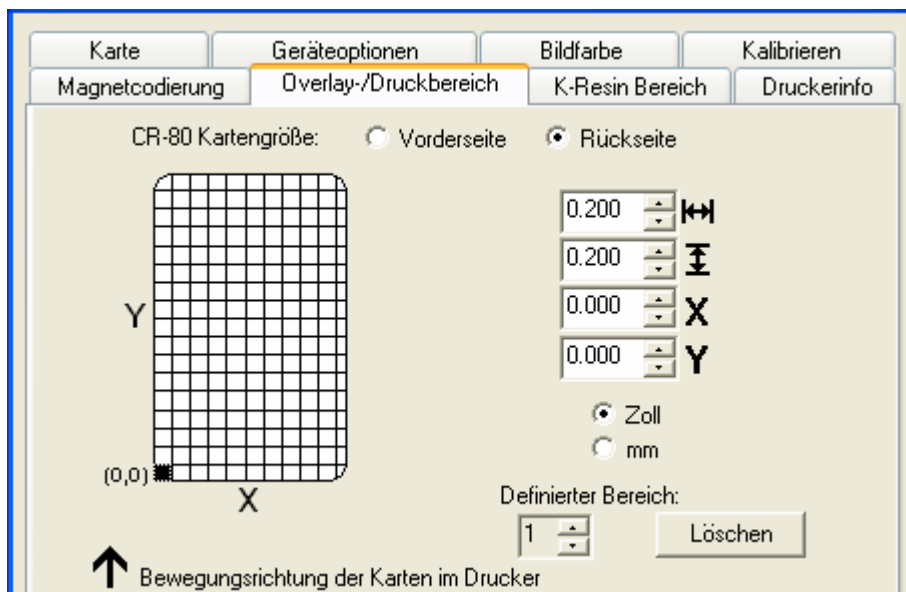 Karte Geräteoptionen Bildfarbe Kalibrieren
Magnetcodierung Overlay-/Druckbereich K-Resin Bereich Druckerinfo
CR-80 Kartengröße: Vorderseite Rückseite
0.200
0.200
Y 0.000 X
0.000 Y
Zoll
(0,0) mm
X Definierter Bereich:
1 Löschen
Bewegungsrichtung der Karten im Drucker